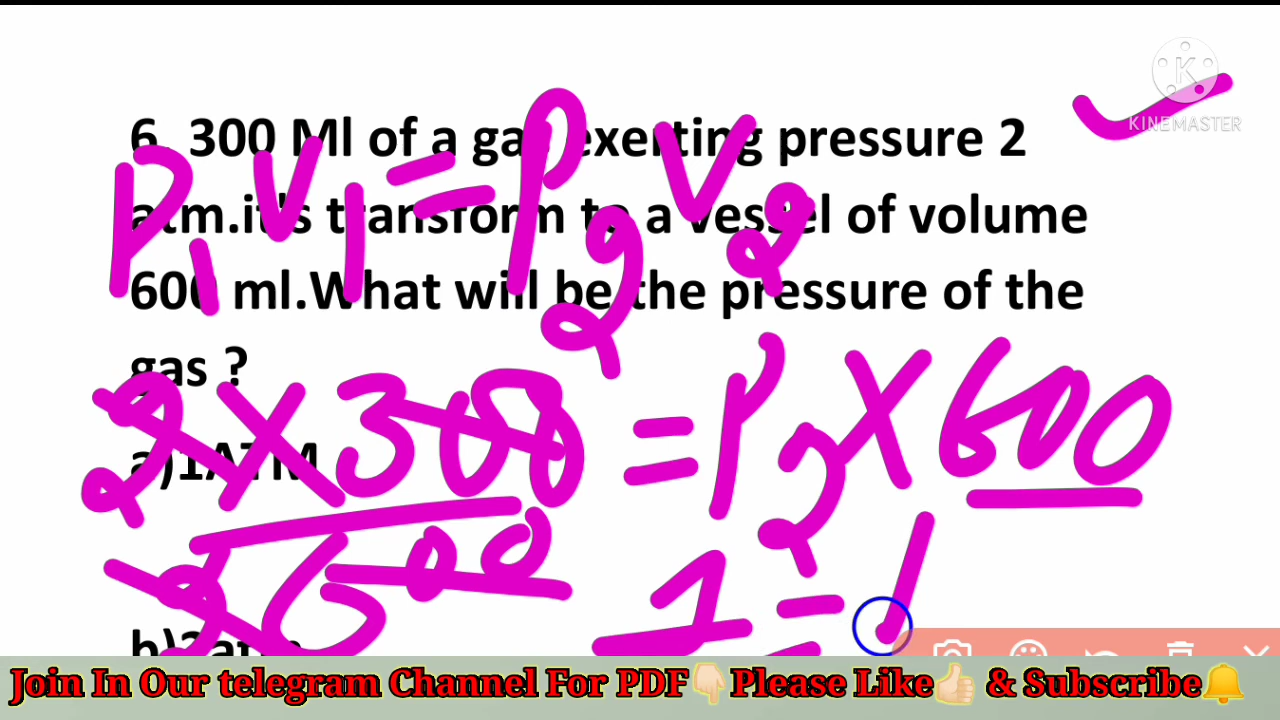 6. 300 Ml of a gas exerting pressure 2
atm.it's transform to a vessel of volume
600 ml.What will be the pressure of the
gas ?
P1V1=P2V2
2×300=P2×600
a)1ATM
600
1=
b)2atm
KINEMASTER
Join In Our telegram Channel For PDF👇🏻Please Like👍🏻& Subscribe🔔